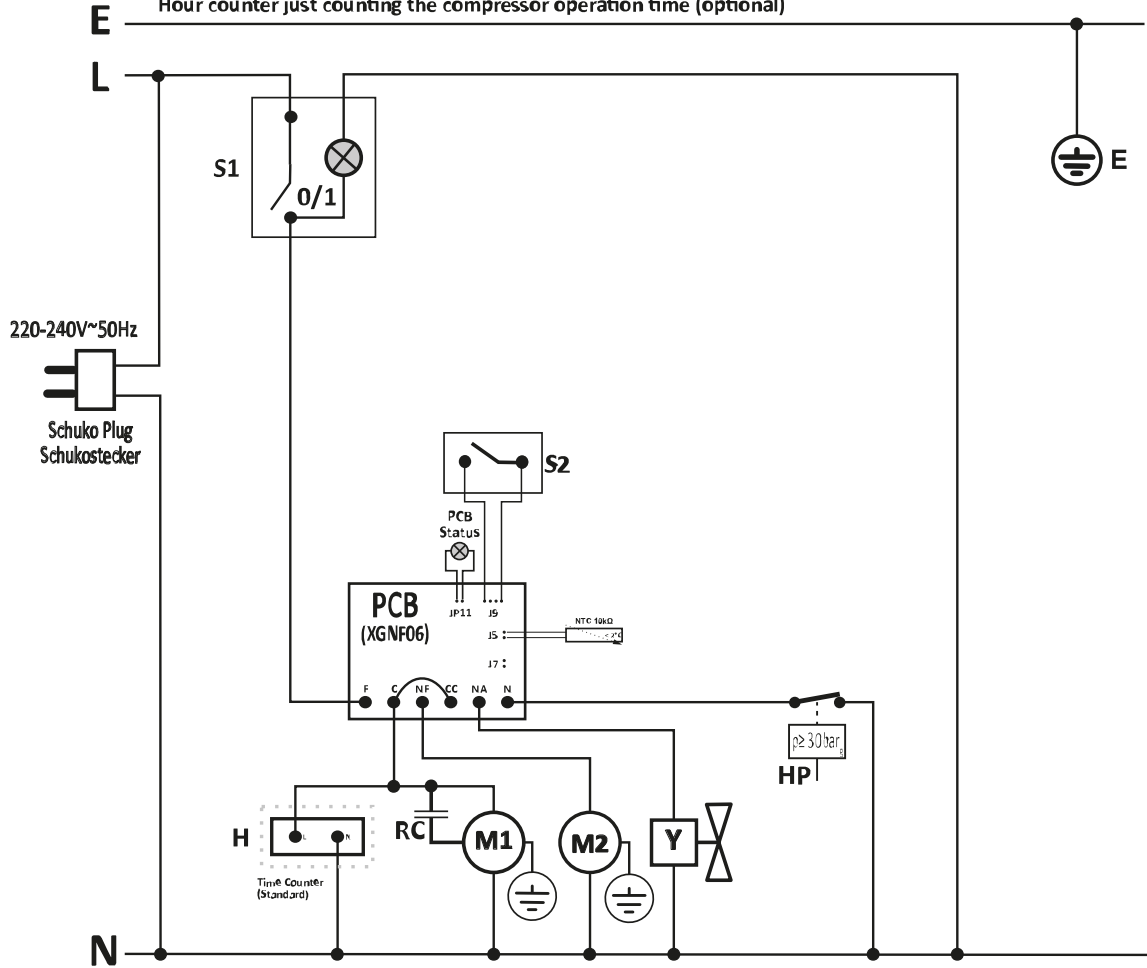 Hour counter just counting the compressor operation time (optional)
E
L
E
S1
0/1
220-240V~50Hz
Schuko Plug
Schukostecker
S2
PCB
Status
PCB
(XGNF06)
JP11
J9
J5
NTC 10kΩ
J7
F
C
NF
CC
NA
N
p≥30bar
HP
RC
M1
M2
Y
H
L
N
Time Counter
(Standard)
N